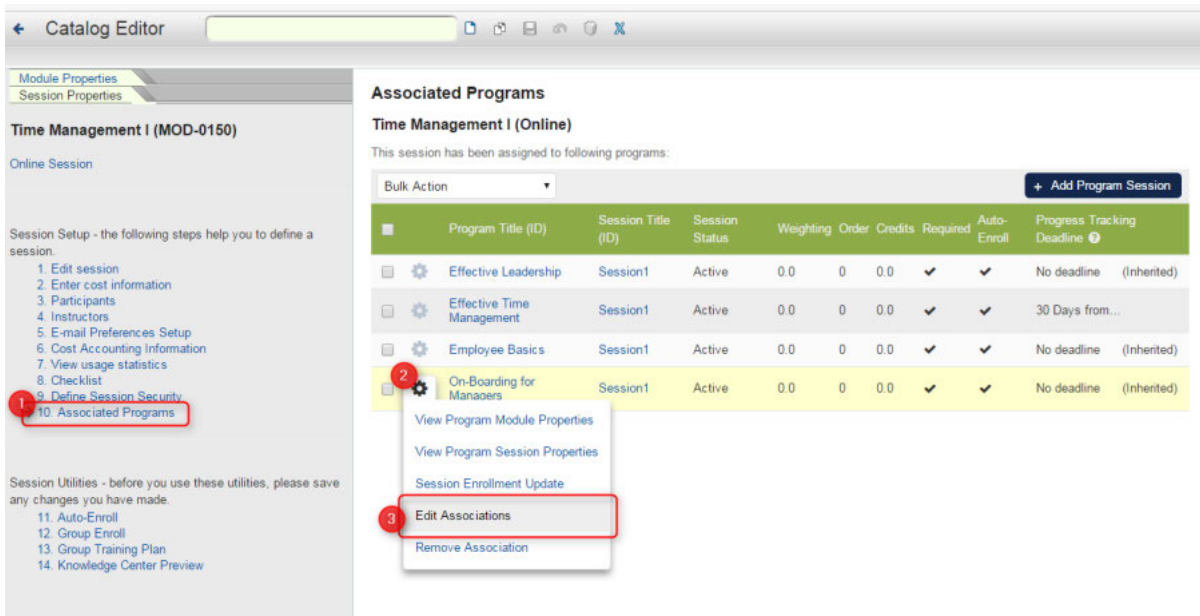 Catalog Editor
Module Properties
Session Properties
Time Management I (MOD-0150)
Online Session
Session Setup - the following steps help you to define a
session.
1. Edit session
2. Enter cost information
3. Participants
4. Instructors
5. E-mail Preferences Setup
6. Cost Accounting Information
7. View usage statistics
8. Checklist
9. Define Session Security
1
10. Associated Programs
Session Utilities - before you use these utilities, please save
any changes you have made.
11. Auto-Enroll
12. Group Enroll
13. Group Training Plan
14. Knowledge Center Preview
Associated Programs
Time Management I (Online)
This session has been assigned to following programs:
Bulk Action
+ Add Program Session
Program Title (ID) Session Title (ID) Session Status Weighting Order Credits Required Auto-Enroll Progress Tracking Deadline ?
Effective Leadership Session1 Active 0.0 0 0.0 No deadline (Inherited)
Effective Time Management Session1 Active 0.0 0 0.0 30 Days from...
Employee Basics Session1 Active 0.0 0 0.0 No deadline (Inherited)
2
On-Boarding for Managers Session1 Active 0.0 0 0.0 No deadline (Inherited)
View Program Module Properties
View Program Session Properties
Session Enrollment Update
3
Edit Associations
Remove Association